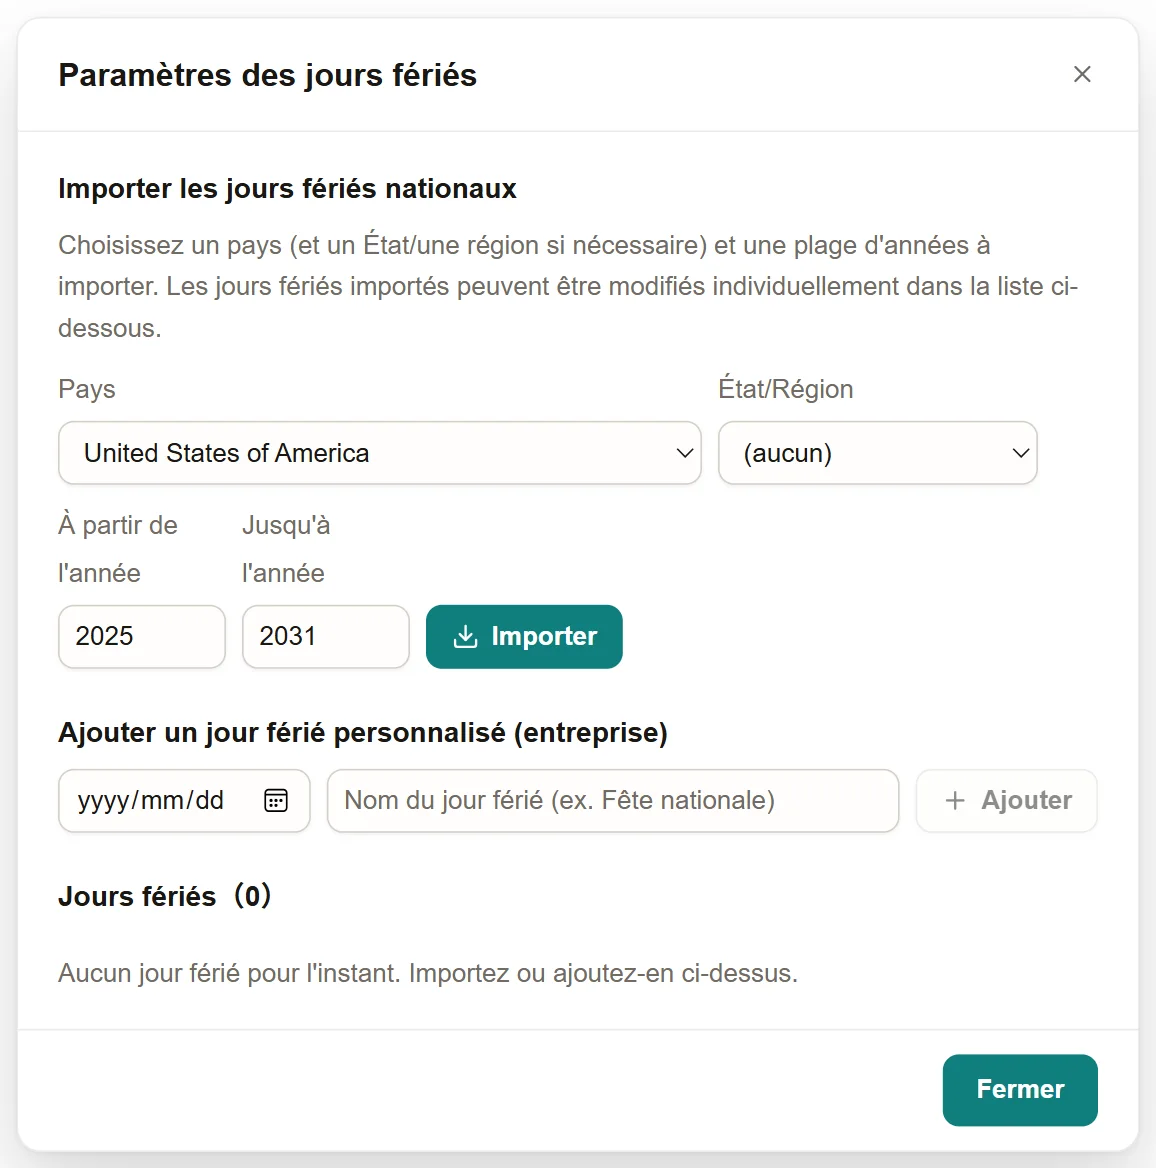 Paramètres des jours fériés
Importer les jours fériés nationaux
Choisissez un pays (et un État/une région si nécessaire) et une plage d'années à
importer. Les jours fériés importés peuvent être modifiés individuellement dans la liste ci-
dessous.
Pays
État/Région
United States of America
(aucun)
À partir de
l'année
Jusqu'à
l'année
2025
2031
Importer
Ajouter un jour férié personnalisé (entreprise)
yyyy/mm/dd
Nom du jour férié (ex. Fête nationale)
+ Ajouter
Jours fériés（0）
Aucun jour férié pour l'instant. Importez ou ajoutez-en ci-dessus.
Fermer